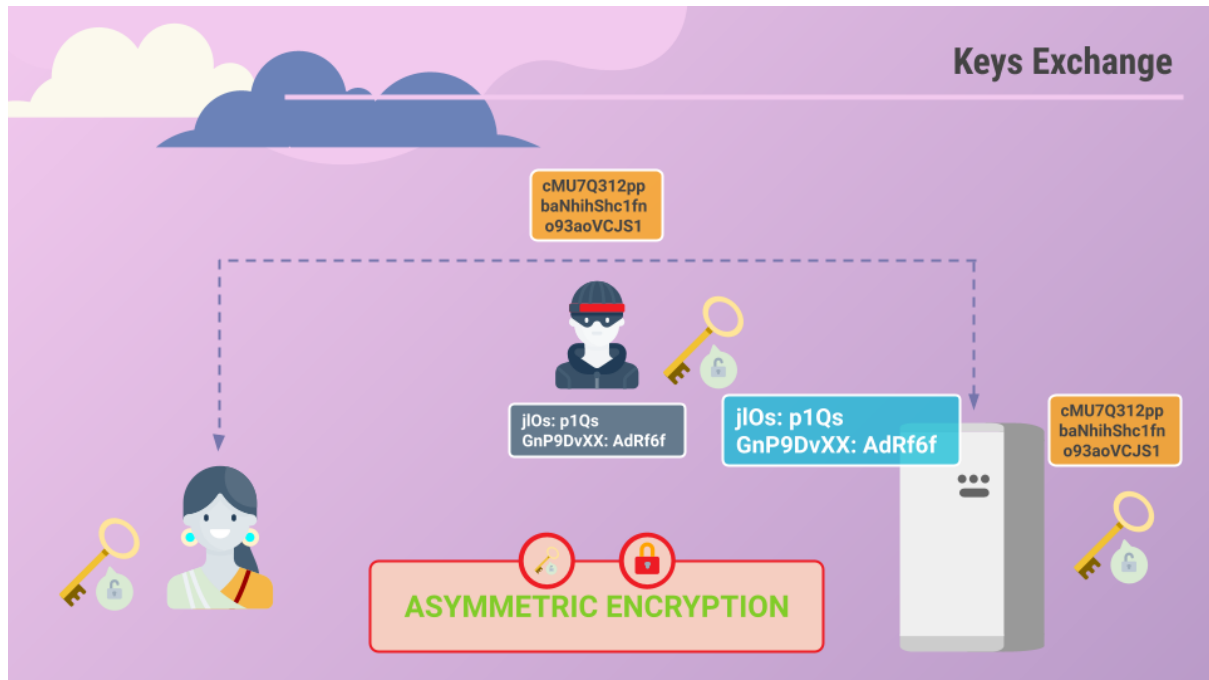 Keys Exchange
cMU7Q312pp
baNhihShc1fn
o93aoVCJS1
jlOs: p1Qs
GnP9DvXX: AdRf6f
jlOs: p1Qs
GnP9DvXX: AdRf6f
cMU7Q312pp
baNhihShc1fn
o93aoVCJS1
ASYMMETRIC ENCRYPTION